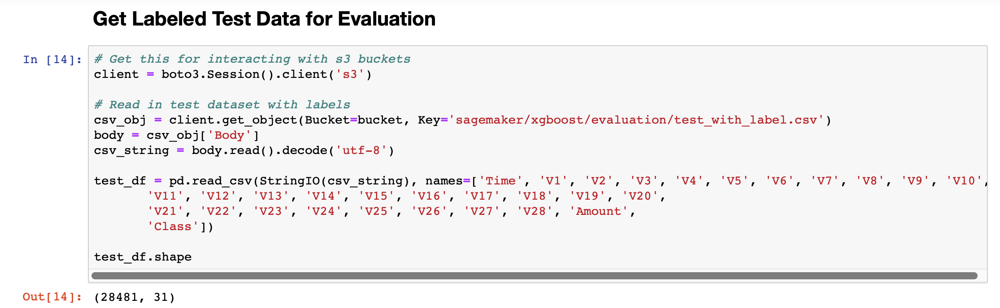 Get Labeled Test Data for Evaluation
In [14]:
# Get this for interacting with s3 buckets
client = boto3.Session().client('s3')
# Read in test dataset with labels
csv_obj = client.get_object(Bucket=bucket, Key='sagemaker/xgboost/evaluation/test_with_label.csv')
body = csv_obj['Body']
csv_string = body.read().decode('utf-8')
test_df = pd.read_csv(StringIO(csv_string), names=['Time', 'V1', 'V2', 'V3', 'V4', 'V5', 'V6', 'V7', 'V8', 'V9', 'V10',
'V11', 'V12', 'V13', 'V14', 'V15', 'V16', 'V17', 'V18', 'V19', 'V20',
'V21', 'V22', 'V23', 'V24', 'V25', 'V26', 'V27', 'V28', 'Amount',
'Class'])
test_df.shape
Out[14]: (28481, 31)